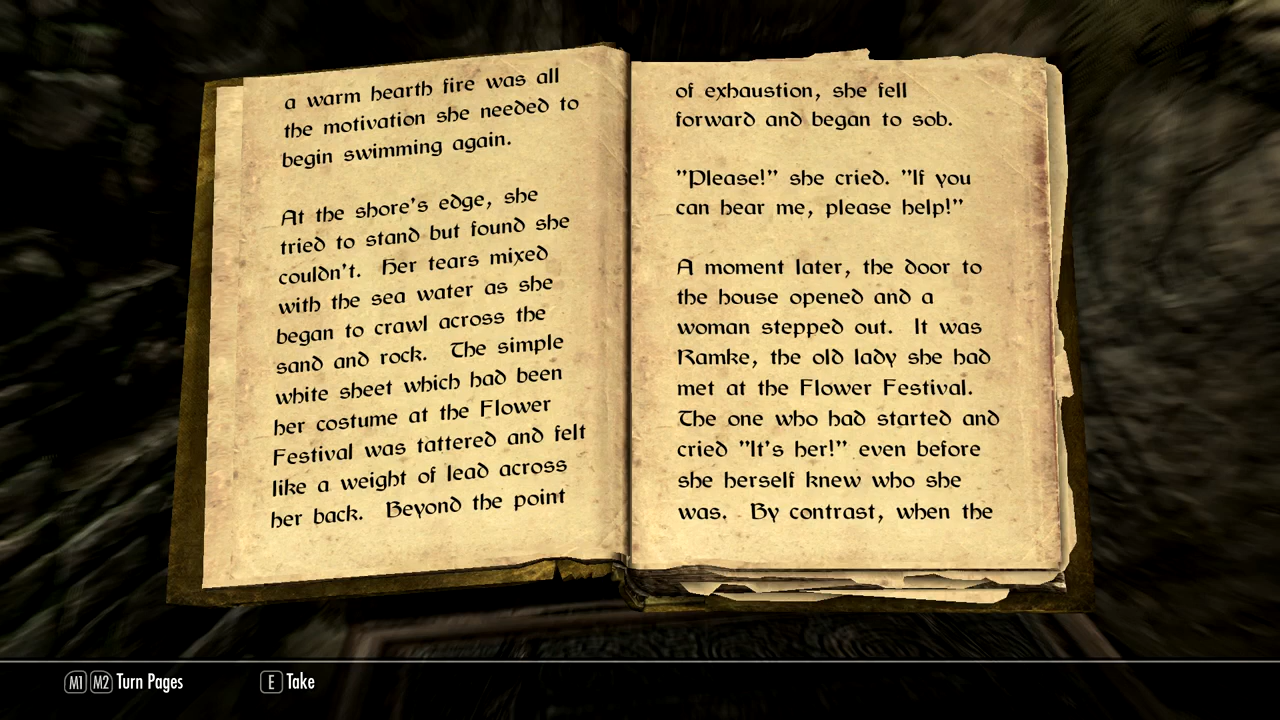 a warm hearth fire was all
the motivation she needed to
begin swimming again.
At the shore's edge, she
tried to stand but found she
couldn't.  Her tears mixed
with the sea water as she
began to crawl across the
sand and rock.  The simple
white sheet which had been
her costume at the Flower
Festival was tattered and felt
like a weight of lead across
her back.  Beyond the point
of exhaustion, she fell
forward and began to sob.
"Please!" she cried. "If you
can hear me, please help!"
A moment later, the door to
the house opened and a
woman stepped out.  It was
Ramke, the old lady she had
met at the Flower Festival.
The one who had started and
cried "It's her!" even before
she herself knew who she
was.  By contrast, when the
M1 M2 Turn Pages
E Take